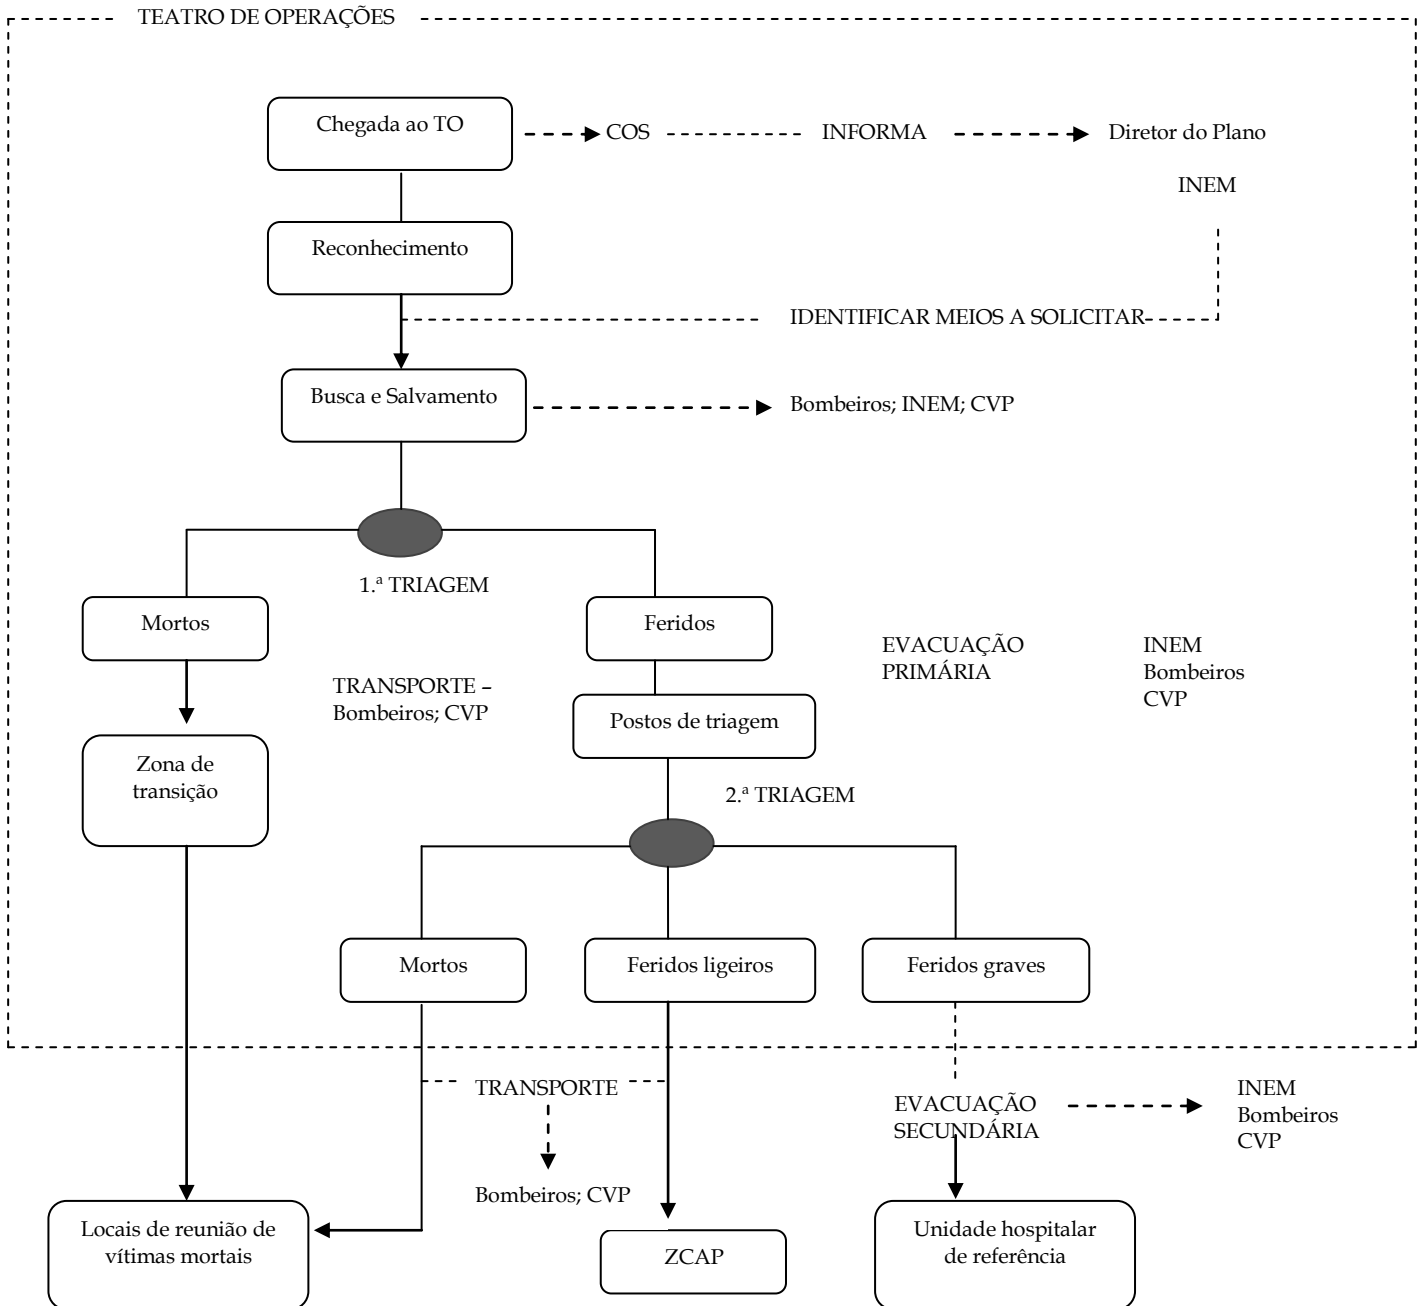 TEATRO DE OPERAÇÕES
Chegada ao TO
COS
INFORMA
Diretor do Plano
INEM
Reconhecimento
IDENTIFICAR MEIOS A SOLICITAR
Busca e Salvamento
Bombeiros; INEM; CVP
1.ª TRIAGEM
Mortos
Feridos
EVACUAÇÃO
PRIMÁRIA
INEM
Bombeiros
CVP
TRANSPORTE –
Bombeiros; CVP
Postos de triagem
Zona de
transição
2.ª TRIAGEM
Mortos
Feridos ligeiros
Feridos graves
TRANSPORTE
EVACUAÇÃO
SECUNDÁRIA
INEM
Bombeiros
CVP
Bombeiros; CVP
Locais de reunião de
vítimas mortais
ZCAP
Unidade hospitalar
de referência